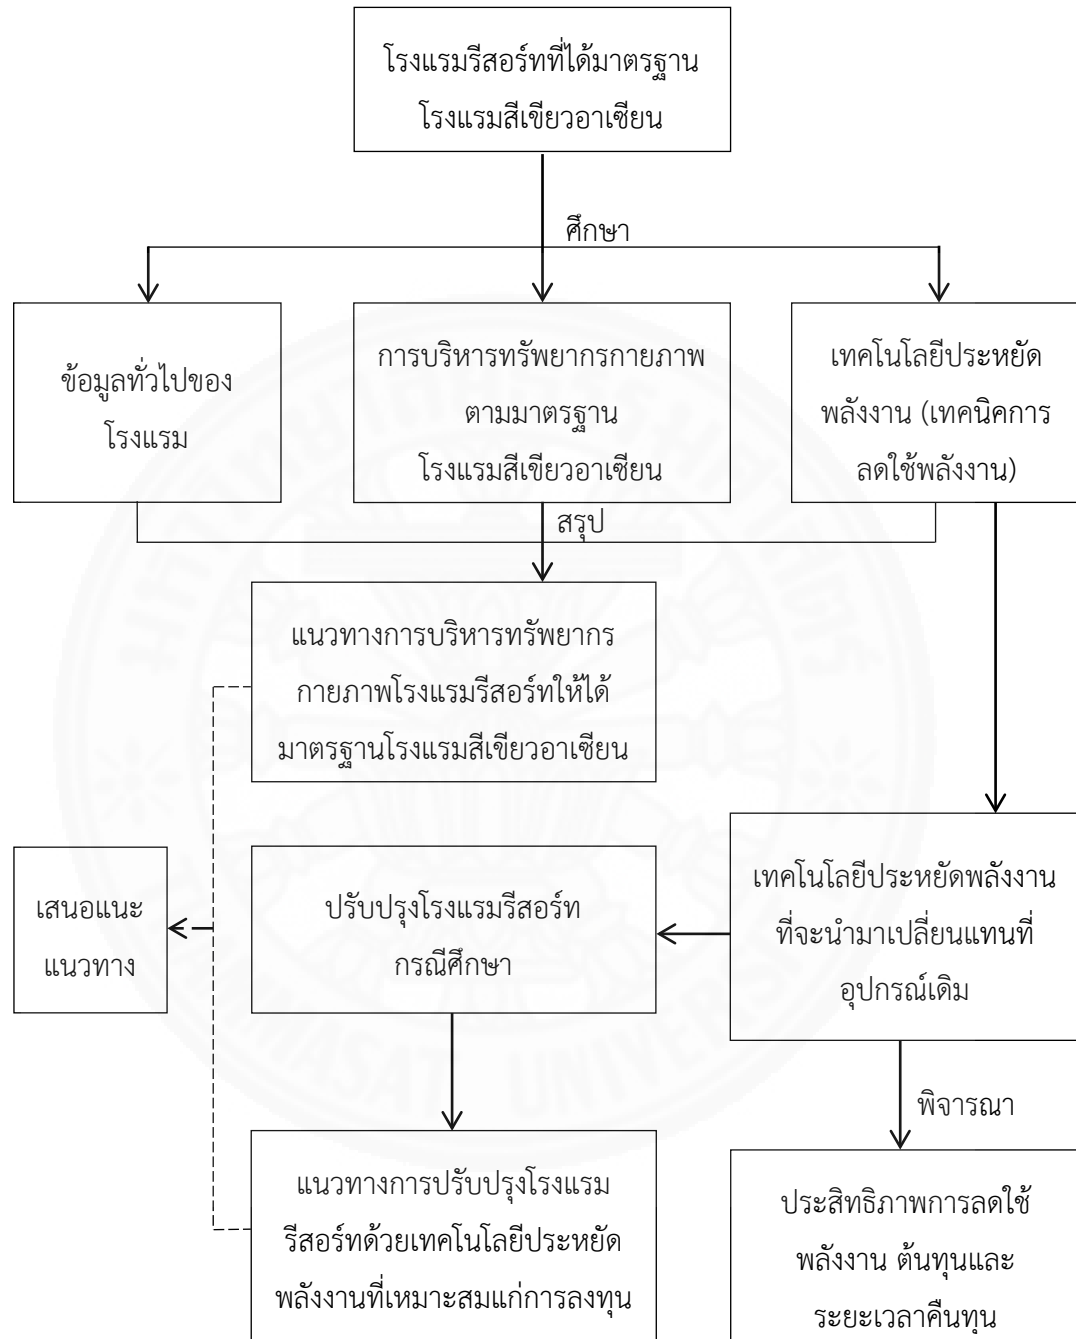 โรงแรมรีสอร์ทที่ได้มาตรฐาน
โรงแรมสีเขียวอาเซียน
ศึกษา
ข้อมูลทั่วไปของ
โรงแรม
การบริหารทรัพยากรกายภาพ
ตามมาตรฐาน
โรงแรมสีเขียวอาเซียน
เทคโนโลยีประหยัด
พลังงาน (เทคนิคการ
ลดใช้พลังงาน)
สรุป
แนวทางการบริหารทรัพยากร
กายภาพโรงแรมรีสอร์ทให้ได้
มาตรฐานโรงแรมสีเขียวอาเซียน
เสนอแนะ
แนวทาง
ปรับปรุงโรงแรมรีสอร์ท
กรณีศึกษา
เทคโนโลยีประหยัดพลังงาน
ที่จะนำมาเปลี่ยนแทนที่
อุปกรณ์เดิม
พิจารณา
แนวทางการปรับปรุงโรงแรม
รีสอร์ทด้วยเทคโนโลยีประหยัด
พลังงานที่เหมาะสมแก่การลงทุน
ประสิทธิภาพการลดใช้
พลังงาน ต้นทุนและ
ระยะเวลาคืนทุน
มหาวิทยาลัยธรรมศาสตร์
THAMMASAT UNIVERSITY